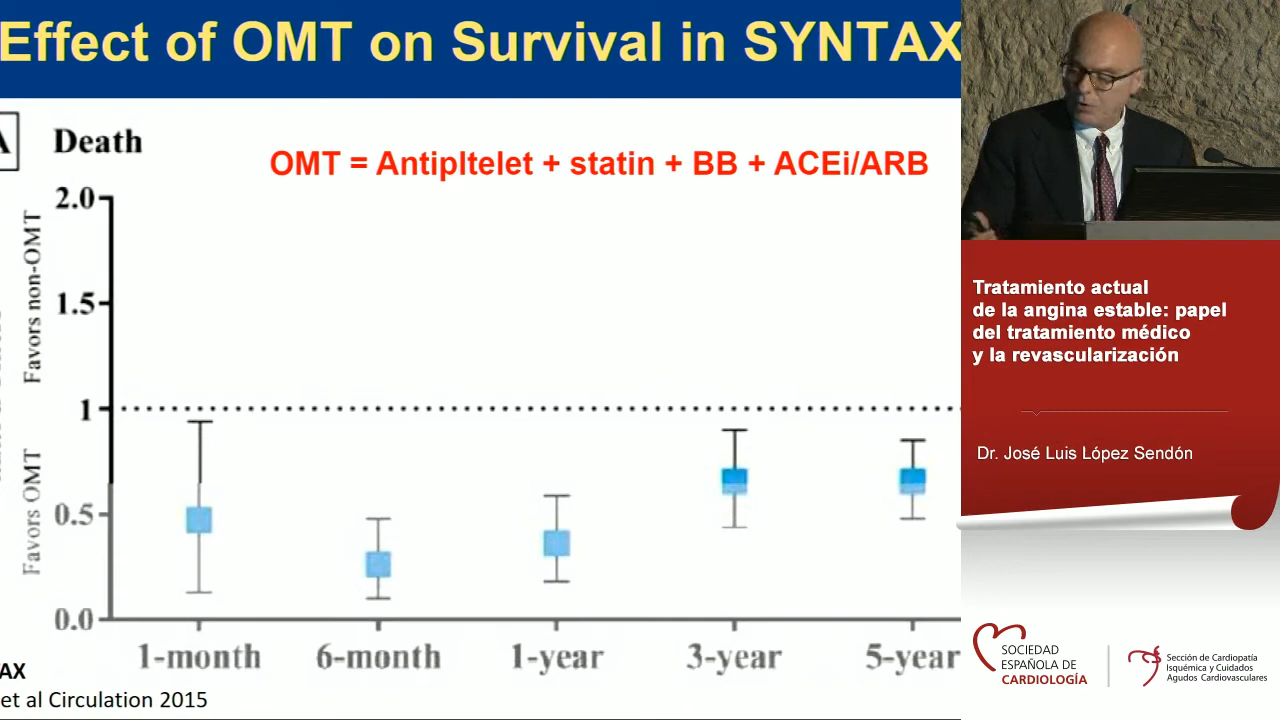 Effect of OMT on Survival in SYNTAX
A
Death
OMT = Antipltelet + statin + BB + ACEi/ARB
2.0
1.5
1
0.5
0.0
Favors non-OMT
Favors OMT
1-month
6-month
1-year
3-year
5-year
AX
et al Circulation 2015
Tratamiento actual
de la angina estable: papel
del tratamiento médico
y la revascularización
Dr. José Luis López Sendón
SOCIEDAD
ESPAÑOLA DE
CARDIOLOGÍA
Sección de Cardiopatía
Isquémica y Cuidados
Agudos Cardiovasculares